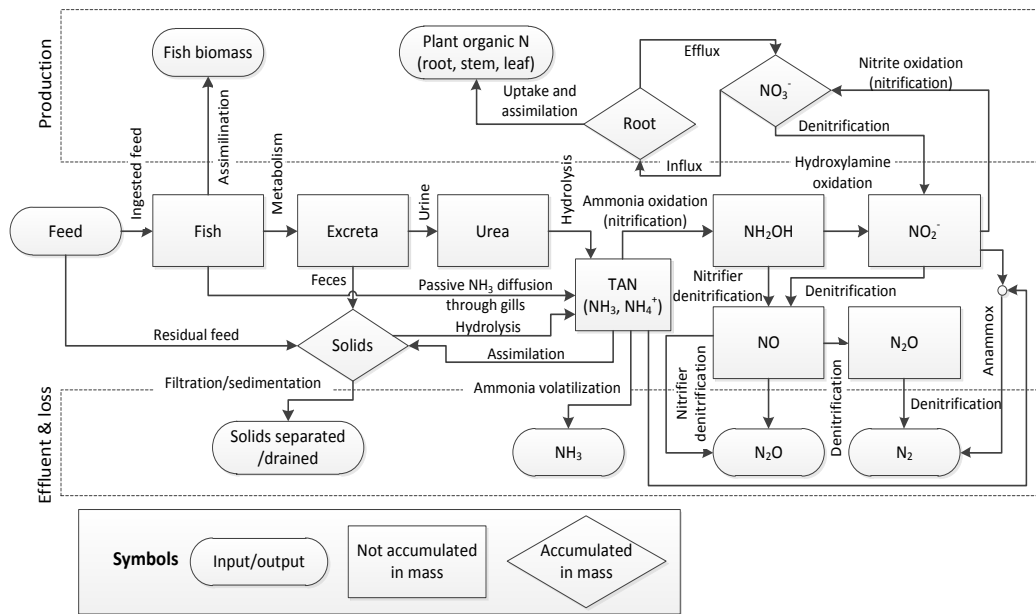 Production
Fish biomass
Plant organic N
(root, stem, leaf)
Efflux
NO₃⁻
Nitrite oxidation
(nitrification)
Uptake and
assimilation
Root
Denitrification
Influx
Ingested feed
Assimilination
Metabolism
Urine
Hydrolysis
Hydroxylamine
oxidation
Ammonia oxidation
(nitrification)
Feed
Fish
Excreta
Urea
NH₂OH
NO₂⁻
Feces
Passive NH₃ diffusion
through gills
TAN
(NH₃, NH₄⁺)
Nitrifier
denitrification
Denitrification
Anammox
Residual feed
Solids
Hydrolysis
Assimilation
NO
N₂O
Effluent & loss
Filtration/sedimentation
Ammonia volatilization
Nitrifier
denitrification
Denitrification
Denitrification
Solids separated
/drained
NH₃
N₂O
N₂
Symbols
Input/output
Not accumulated
in mass
Accumulated
in mass